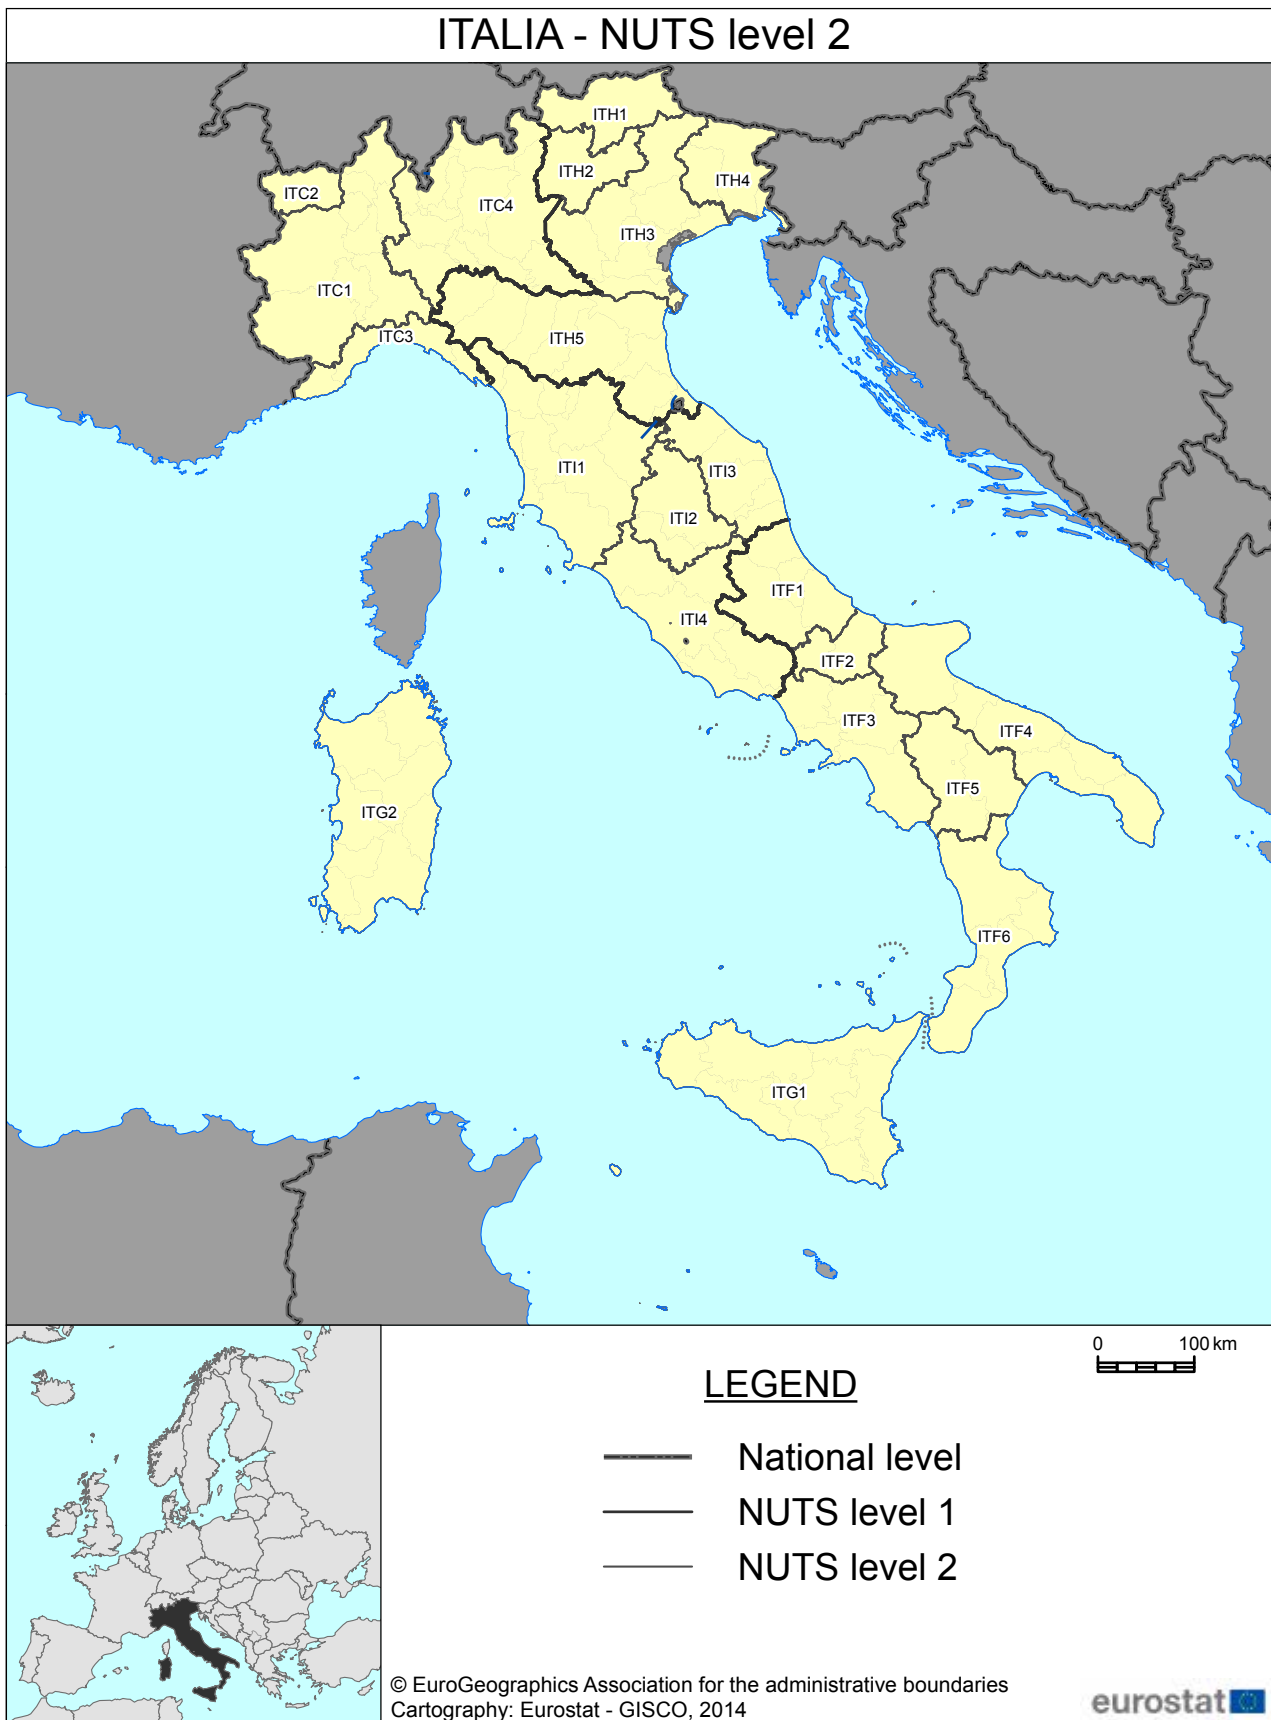 ITALIA - NUTS level 2
ITH1
ITH2
ITH4
ITC2
ITC4
ITH3
ITC1
ITC3
ITH5
ITI1
ITI3
ITI2
ITF1
ITI4
ITF2
ITF3
ITF4
ITF5
ITG2
ITF6
ITG1
0 100 km
LEGEND
National level
NUTS level 1
NUTS level 2
© EuroGeographics Association for the administrative boundaries
Cartography: Eurostat - GISCO, 2014
eurostat